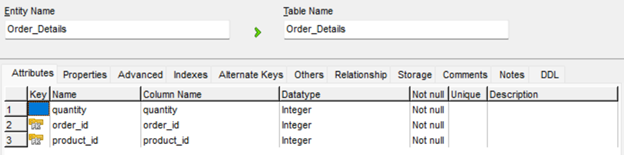 Entity Name Table Name
Order_Details Order_Details
Attributes Properties Advanced Indexes Alternate Keys Others Relationship Storage Comments Notes DDL
Key Name Column Name Datatype Not null Unique Description
1 quantity quantity Integer Not null
2 order_id order_id Integer Not null
3 product_id product_id Integer Not null